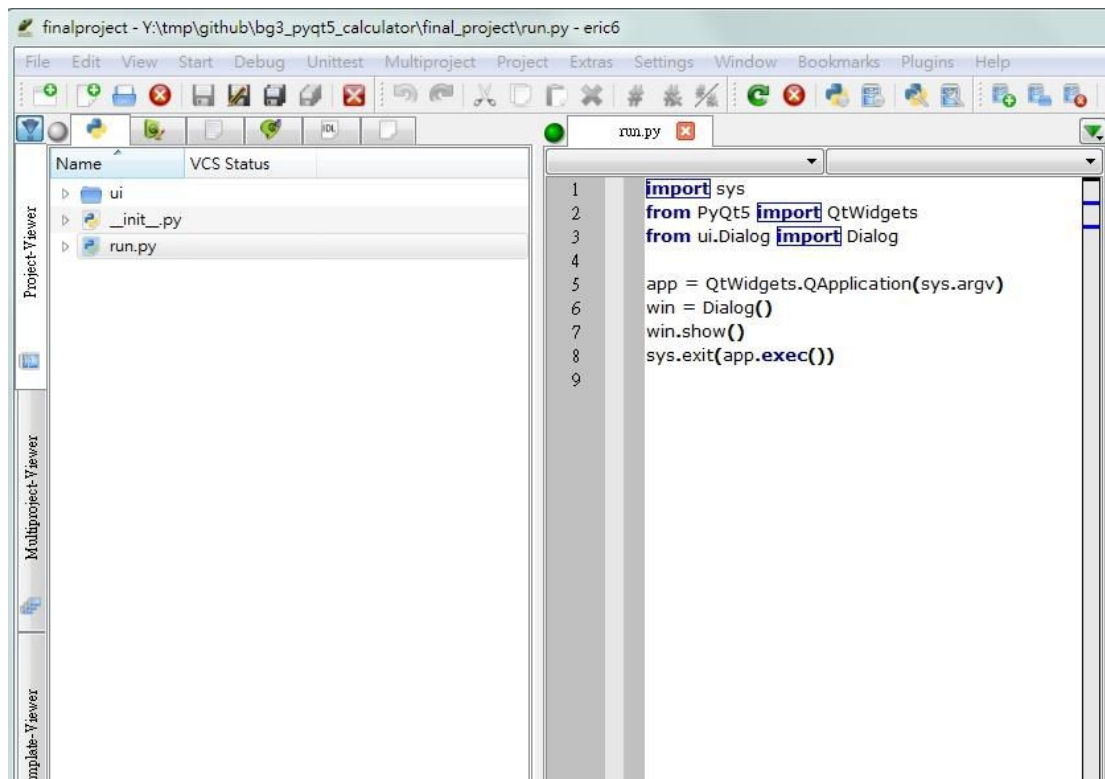 finalproject - Y:\tmp\github\bg3_pyqt5_calculator\final_project\run.py - eric6
File Edit View Start Debug Unittest Multiproject Project Extras Settings Window Bookmarks Plugins Help
IDL
run.py
Name VCS Status
ui
__init__.py
run.py
Project-Viewer
Multiproject-Viewer
mplate-Viewer
1 import sys
2 from PyQt5 import QtWidgets
3 from ui.Dialog import Dialog
4
5 app = QtWidgets.QApplication(sys.argv)
6 win = Dialog()
7 win.show()
8 sys.exit(app.exec())
9